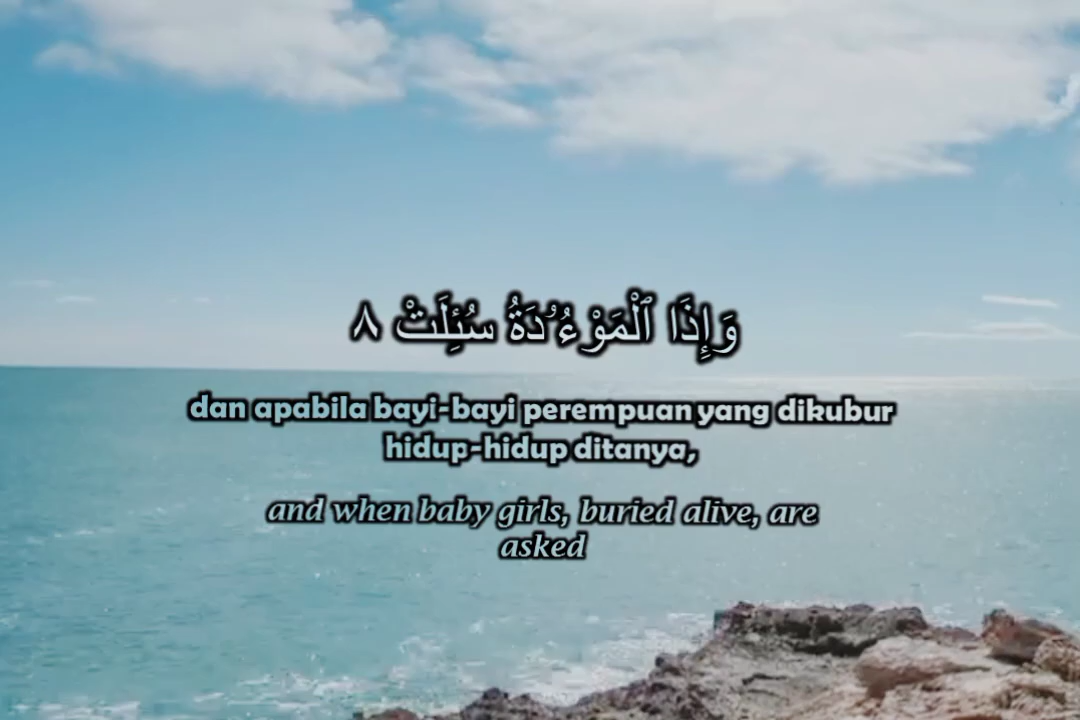 وَإِذَا ٱلْمَوْءُۥدَةُ سُئِلَتْ ٨
dan apabila bayi-bayi perempuan yang dikubur
hidup-hidup ditanya,
and when baby girls, buried alive, are
asked